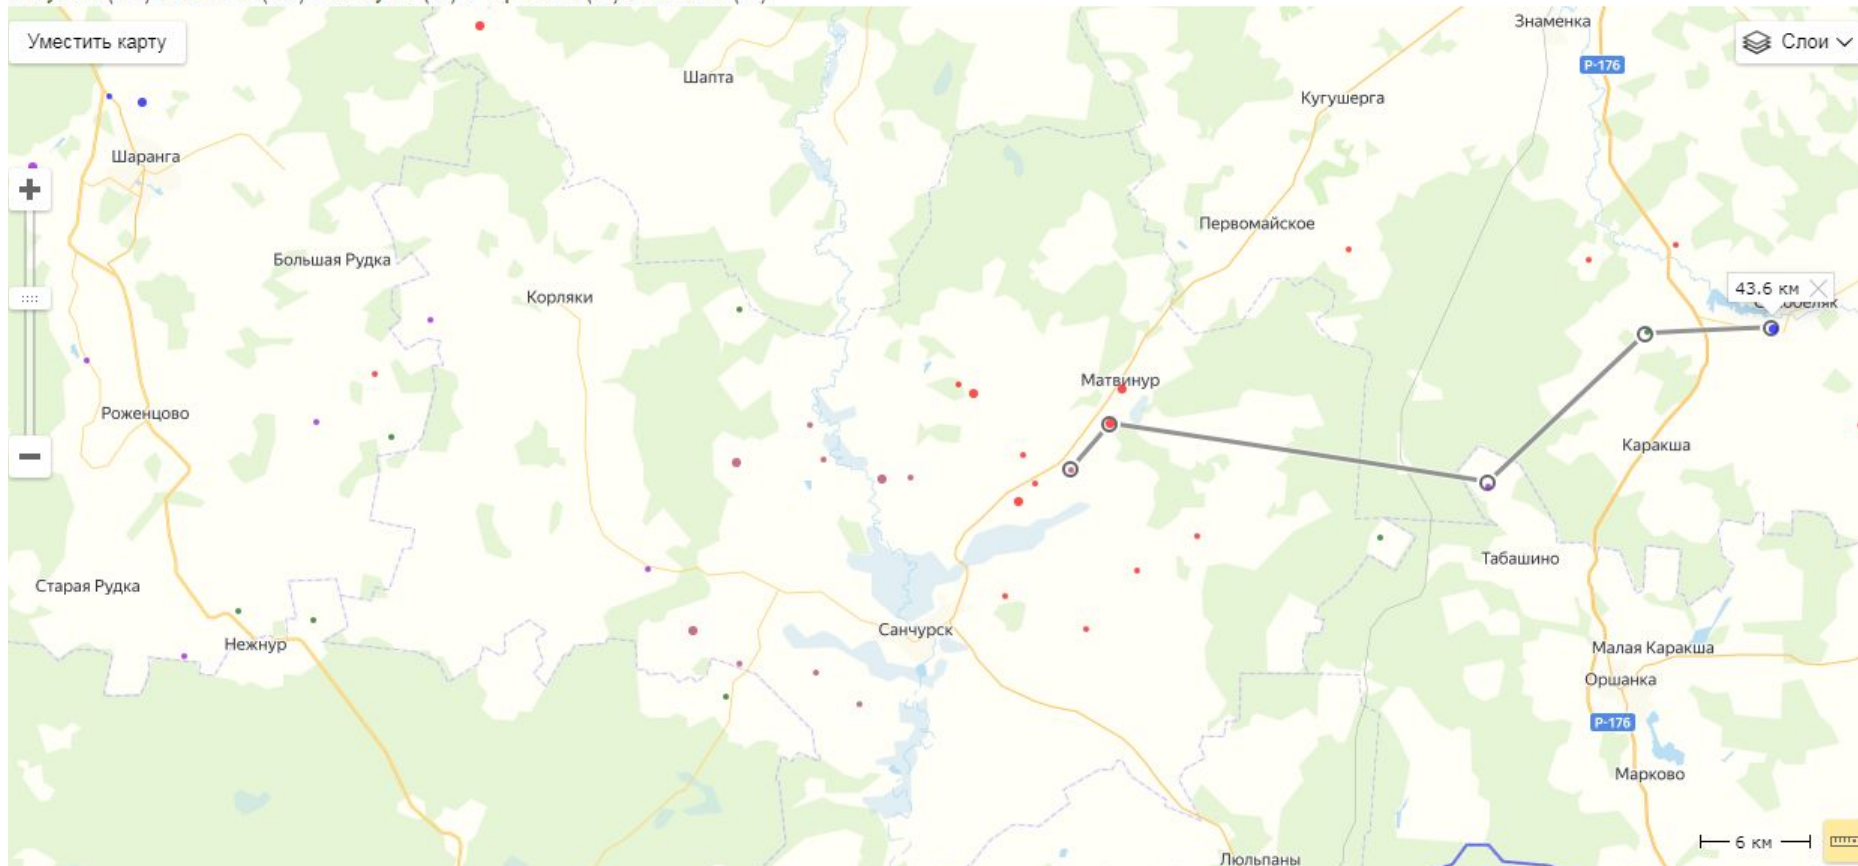 Уместить карту
Слои
Знаменка
Р-176
Шапта
Кугушерга
Шаранга
Первомайское
Большая Рудка
Корляки
43.6 км
Матвинур
Роженцово
Каракша
Табашино
Старая Рудка
Санчурск
Нежнур
Малая Каракша
Оршанка
Р-176
Марково
6 км
Люльпаны